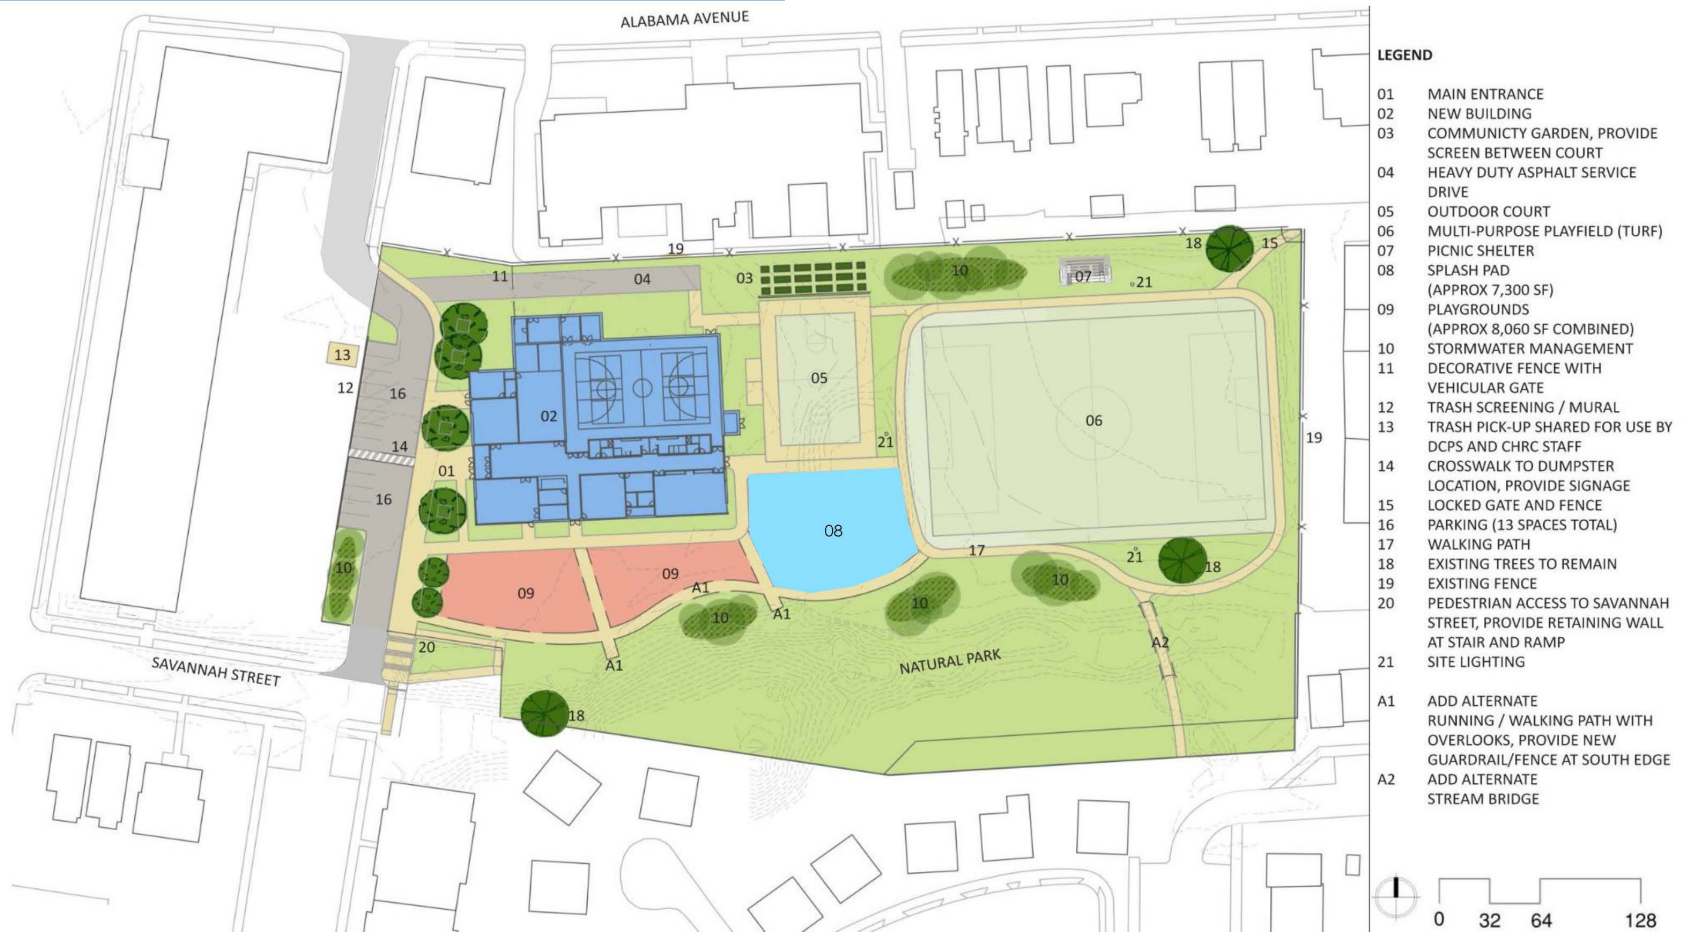 ALABAMA AVENUE
19
18
15
11
04
03
10
07
21
13
12
16
02
05
06
21
19
14
01
16
08
10
09
09
A1
17
21
18
10
10
10
A1
20
A1
A2
NATURAL PARK
SAVANNAH STREET
18
LEGEND
01 MAIN ENTRANCE
02 NEW BUILDING
03 COMMUNICTY GARDEN, PROVIDE
SCREEN BETWEEN COURT
04 HEAVY DUTY ASPHALT SERVICE
DRIVE
05 OUTDOOR COURT
06 MULTI-PURPOSE PLAYFIELD (TURF)
07 PICNIC SHELTER
08 SPLASH PAD
(APPROX 7,300 SF)
09 PLAYGROUNDS
(APPROX 8,060 SF COMBINED)
10 STORMWATER MANAGEMENT
11 DECORATIVE FENCE WITH
VEHICULAR GATE
12 TRASH SCREENING / MURAL
13 TRASH PICK-UP SHARED FOR USE BY
DCPS AND CHRC STAFF
14 CROSSWALK TO DUMPSTER
LOCATION, PROVIDE SIGNAGE
15 LOCKED GATE AND FENCE
16 PARKING (13 SPACES TOTAL)
17 WALKING PATH
18 EXISTING TREES TO REMAIN
19 EXISTING FENCE
20 PEDESTRIAN ACCESS TO SAVANNAH
STREET, PROVIDE RETAINING WALL
AT STAIR AND RAMP
21 SITE LIGHTING
A1 ADD ALTERNATE
RUNNING / WALKING PATH WITH
OVERLOOKS, PROVIDE NEW
GUARDRAIL/FENCE AT SOUTH EDGE
A2 ADD ALTERNATE
STREAM BRIDGE
0 32 64 128